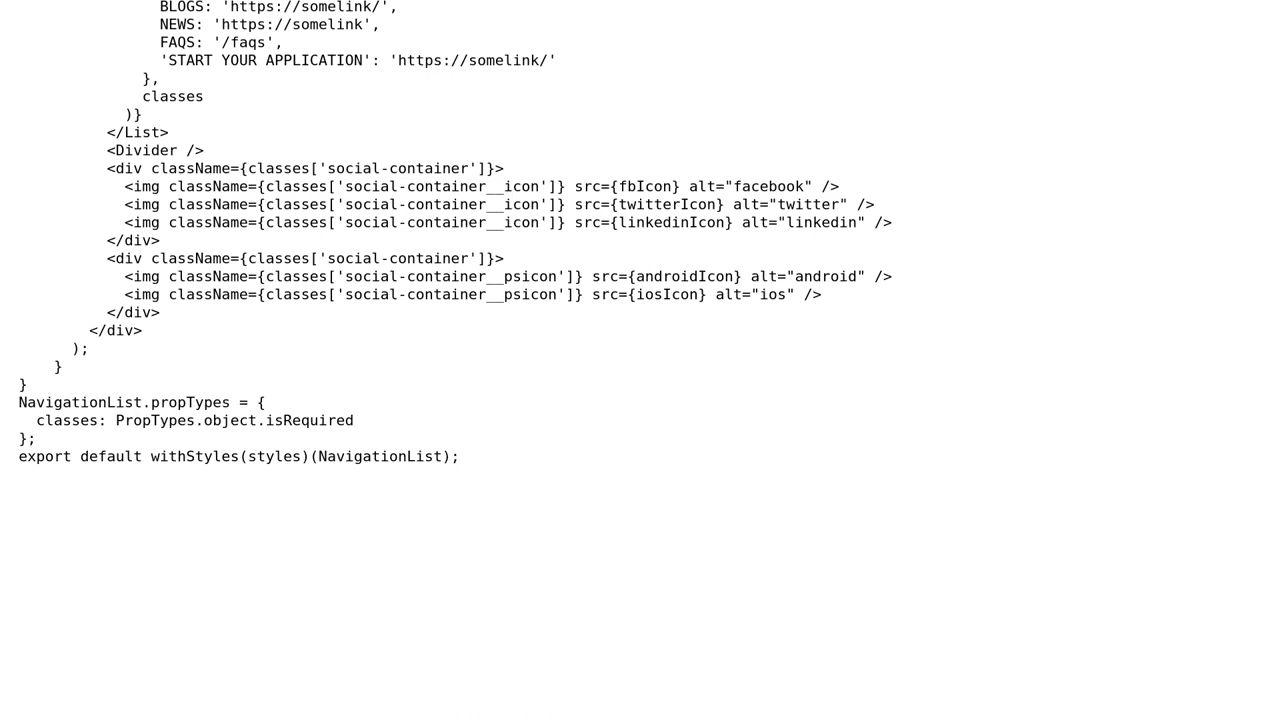 BLOGS: 'https://somelink/',
                NEWS: 'https://somelink',
                FAQS: '/faqs',
                'START YOUR APPLICATION': 'https://somelink/'
              },
              classes
            )}
          </List>
          <Divider />
          <div className={classes['social-container']}>
            <img className={classes['social-container__icon']} src={fbIcon} alt="facebook" />
            <img className={classes['social-container__icon']} src={twitterIcon} alt="twitter" />
            <img className={classes['social-container__icon']} src={linkedinIcon} alt="linkedin" />
          </div>
          <div className={classes['social-container']}>
            <img className={classes['social-container__psicon']} src={androidIcon} alt="android" />
            <img className={classes['social-container__psicon']} src={iosIcon} alt="ios" />
          </div>
        </div>
      );
    }
}
NavigationList.propTypes = {
  classes: PropTypes.object.isRequired
};
export default withStyles(styles)(NavigationList);